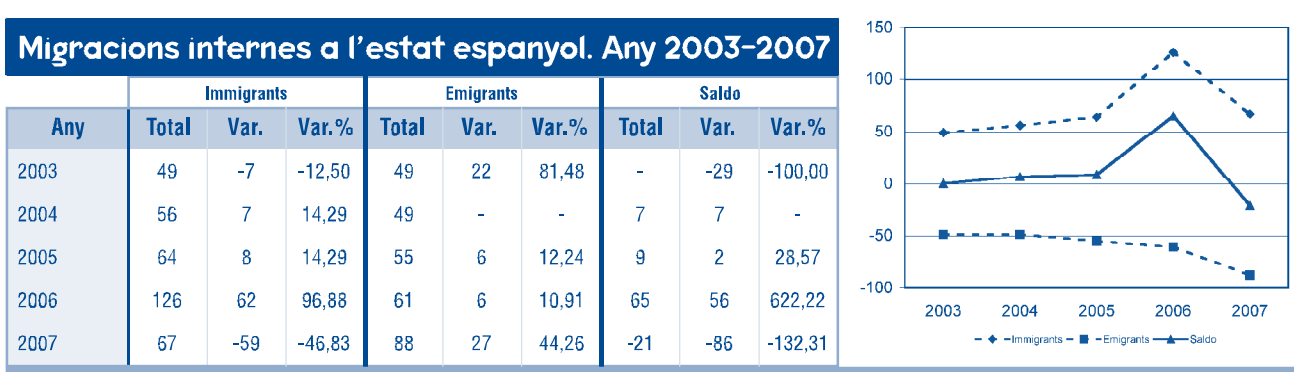 Migracions internes a l'estat espanyol. Any 2003-2007
Immigrants Emigrants Saldo
Any Total Var. Var.% Total Var. Var.% Total Var. Var.%
2003 49 -7 -12,50 49 22 81,48 - -29 -100,00
2004 56 7 14,29 49 - - 7 7 -
2005 64 8 14,29 55 6 12,24 9 2 28,57
2006 126 62 96,88 61 6 10,91 65 56 622,22
2007 67 -59 -46,83 88 27 44,26 -21 -86 -132,31
150
100
50
0
-50
-100
2003 2004 2005 2006 2007
Immigrants Emigrants Saldo